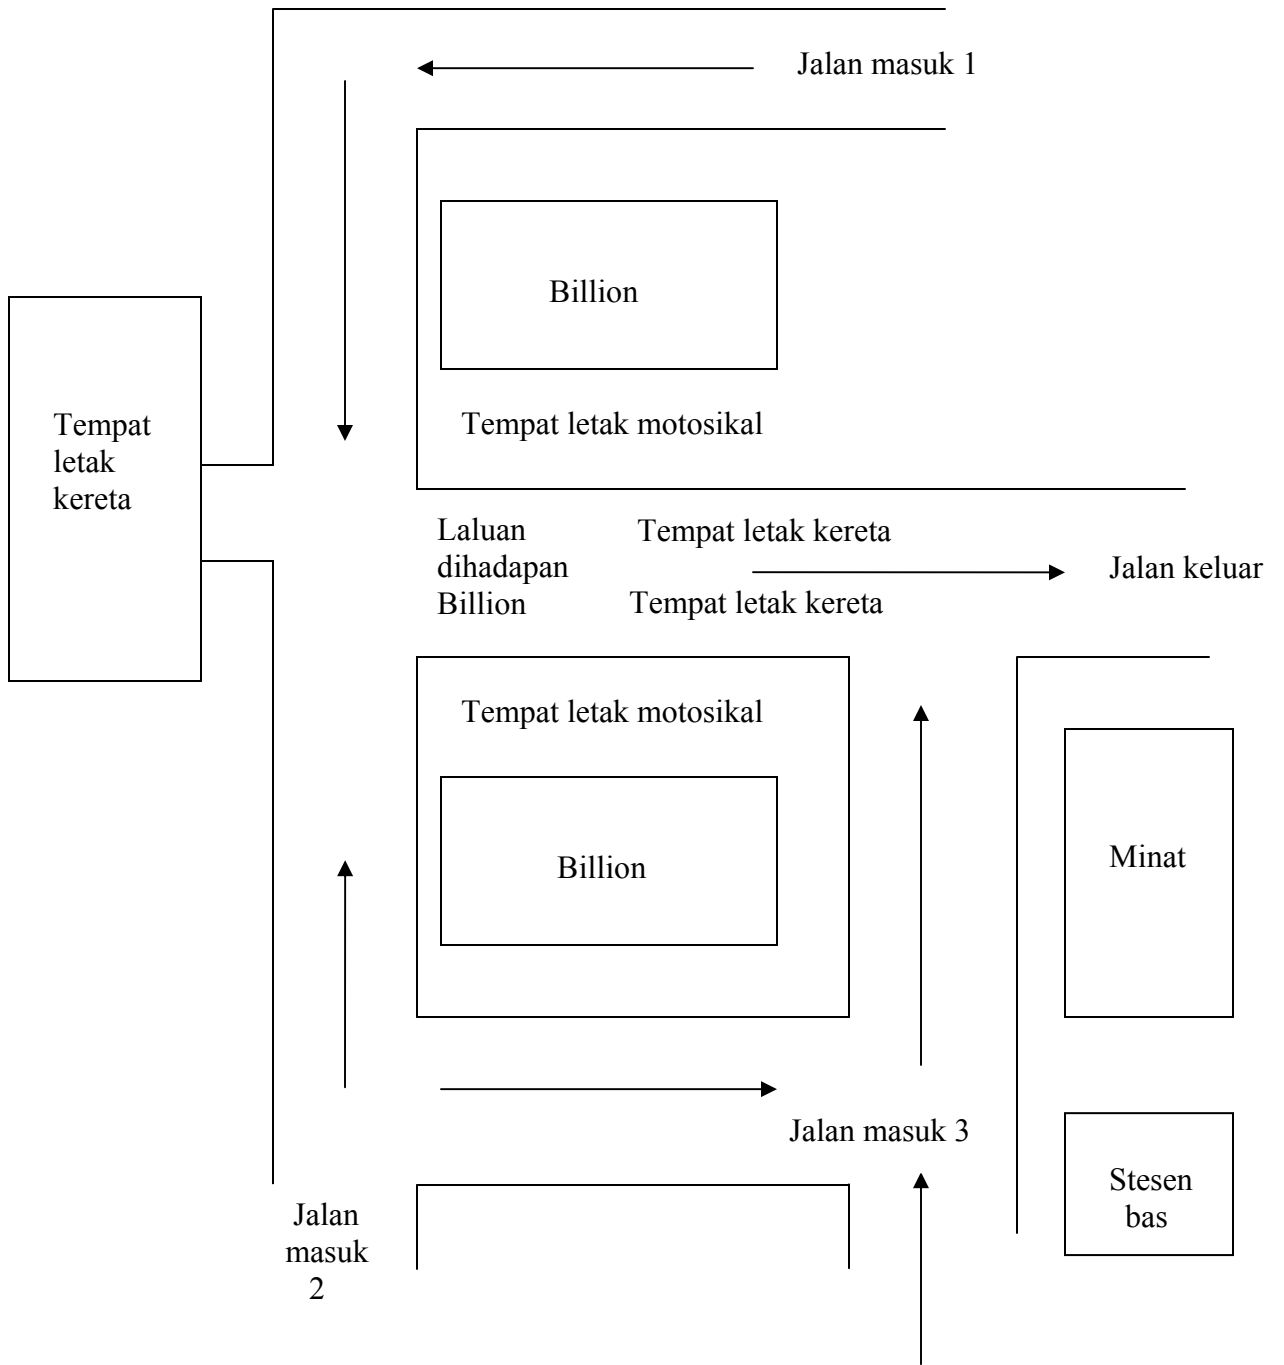 Jalan masuk 1
Billion
Tempat letak motosikal
Tempat
letak
kereta
Laluan
dihadapan
Billion
Tempat letak kereta
Tempat letak kereta
Jalan keluar
Tempat letak motosikal
Billion
Minat
Jalan masuk 3
Stesen
bas
Jalan
masuk
2